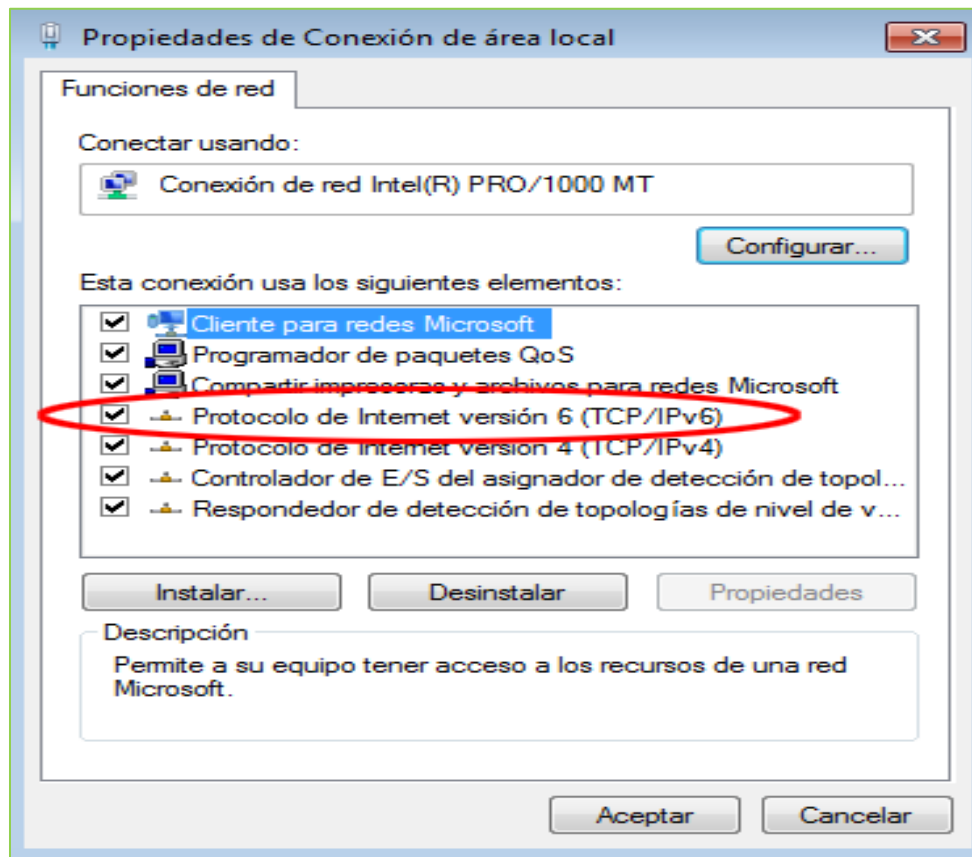 Propiedades de Conexión de área local
Funciones de red
Conectar usando:
Conexión de red Intel(R) PRO/1000 MT
Configurar...
Esta conexión usa los siguientes elementos:
Cliente para redes Microsoft
Programador de paquetes QoS
Compartir impresoras y archivos para redes Microsoft
Protocolo de Internet versión 6 (TCP/IPv6)
Protocolo de Internet versión 4 (TCP/IPv4)
Controlador de E/S del asignador de detección de topol...
Respondedor de detección de topologías de nivel de v...
Instalar...
Desinstalar
Propiedades
Descripción
Permite a su equipo tener acceso a los recursos de una red
Microsoft.
Aceptar
Cancelar